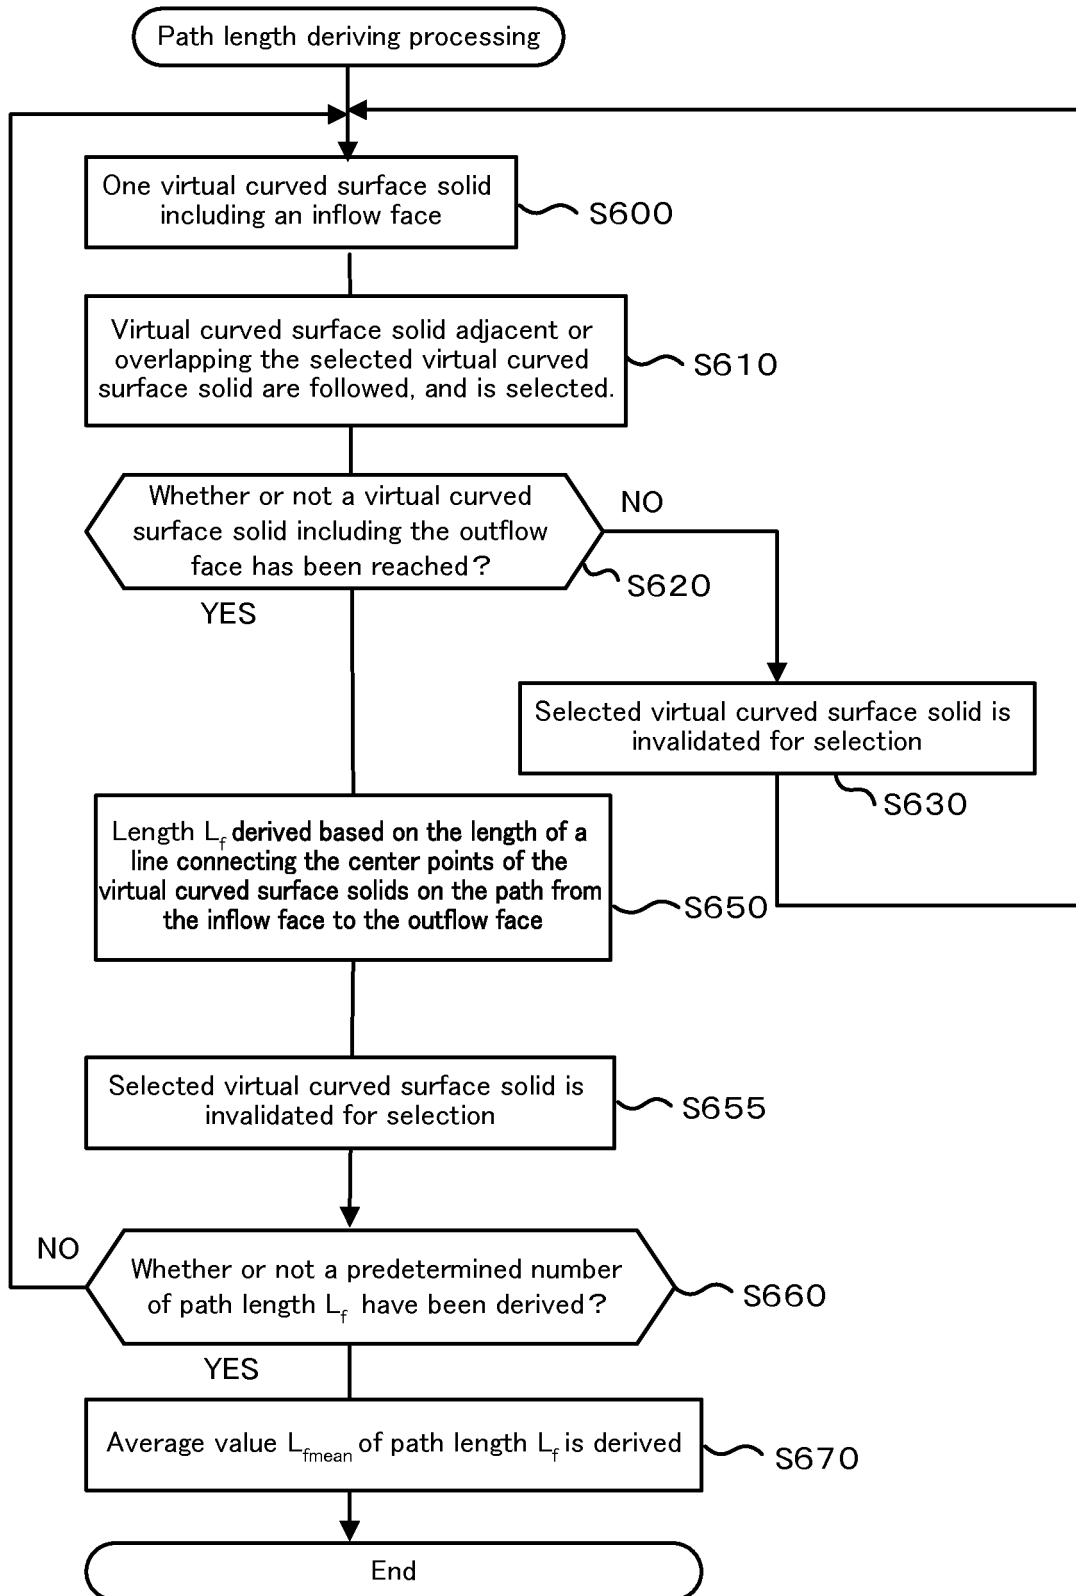 Path length deriving processing
One virtual curved surface solid
including an inflow face
S600
Virtual curved surface solid adjacent or
overlapping the selected virtual curved
surface solid are followed, and is selected.
S610
Whether or not a virtual curved
surface solid including the outflow
face has been reached?
NO
S620
YES
Selected virtual curved surface solid is
invalidated for selection
S630
Length Lf derived based on the length of a
line connecting the center points of the
virtual curved surface solids on the path from
the inflow face to the outflow face
S650
Selected virtual curved surface solid is
invalidated for selection
S655
NO
Whether or not a predetermined number
of path length Lf have been derived?
S660
YES
Average value Lfmean of path length Lf is derived
S670
End